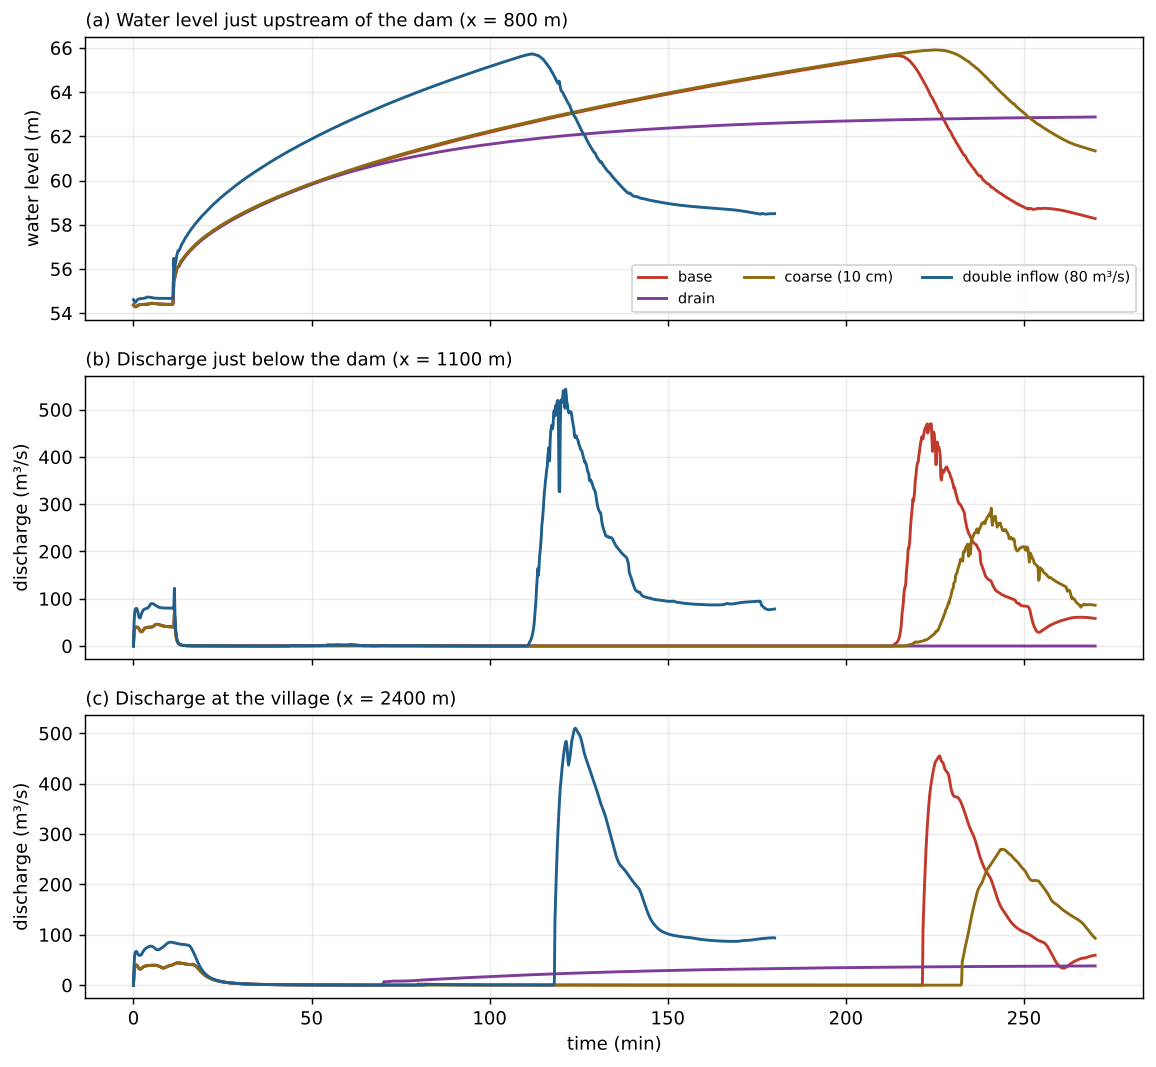 (a) Water level just upstream of the dam (x = 800 m)
66
64
62
60
58
56
54
water level (m)
base
drain
coarse (10 cm)
double inflow (80 m³/s)
(b) Discharge just below the dam (x = 1100 m)
500
400
300
200
100
0
discharge (m³/s)
(c) Discharge at the village (x = 2400 m)
500
400
300
200
100
0
discharge (m³/s)
0 50 100 150 200 250
time (min)